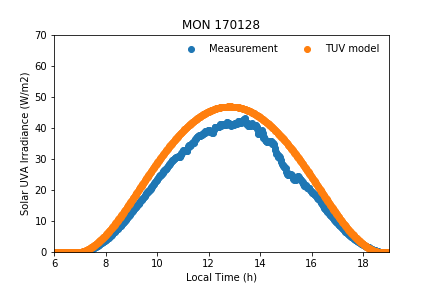 MON 170128
Measurement TUV model
70
60
50
40
30
20
10
0
Solar UVA Irradiance (W/m2)
6 8 10 12 14 16 18
Local Time (h)